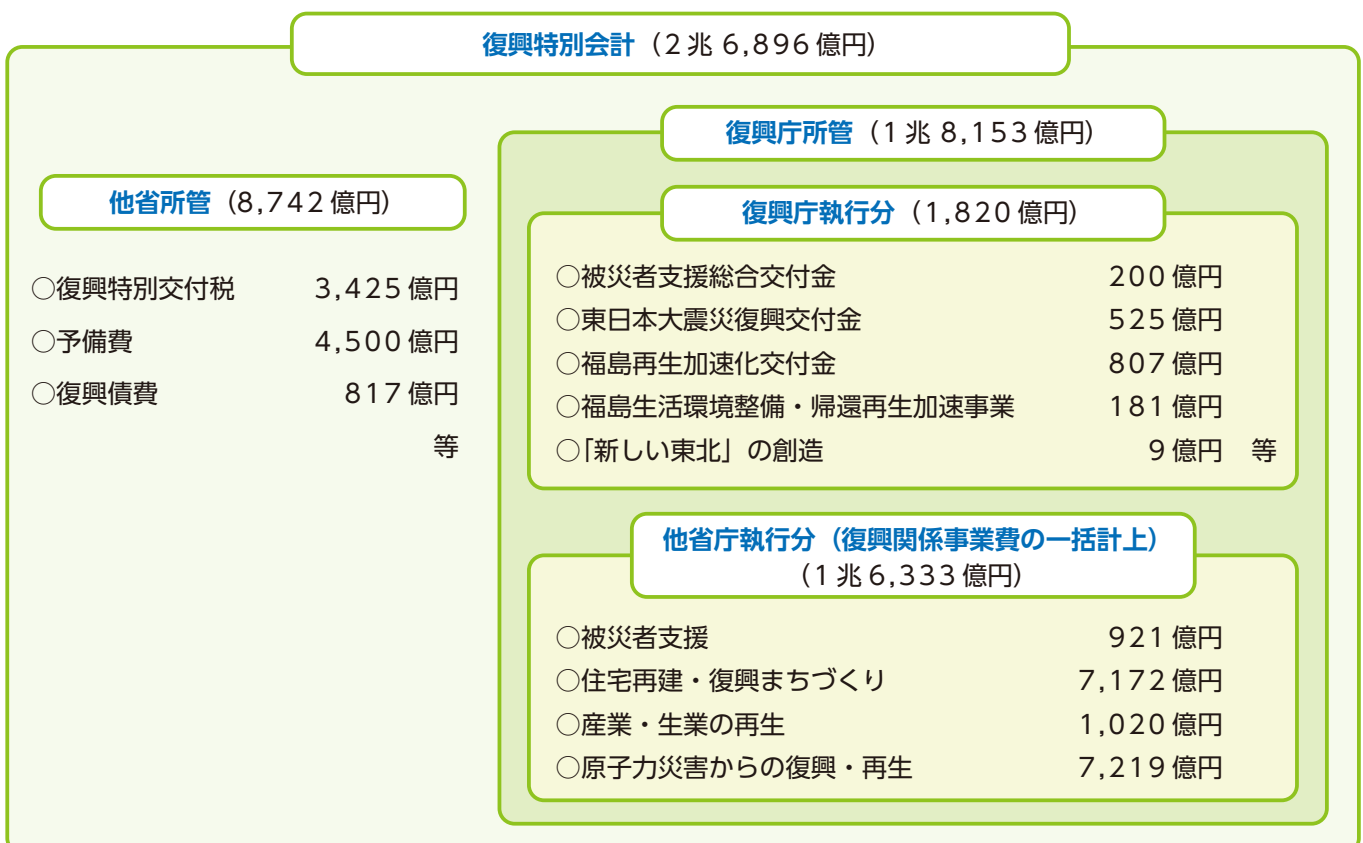 復興特別会計（2兆6,896億円）
他省所管（8,742億円）
○復興特別交付税 3,425億円
○予備費 4,500億円
○復興債費 817億円
等
復興庁所管（1兆8,153億円）
復興庁執行分（1,820億円）
○被災者支援総合交付金 200億円
○東日本大震災復興交付金 525億円
○福島再生加速化交付金 807億円
○福島生活環境整備・帰還再生加速事業 181億円
○「新しい東北」の創造 9億円 等
他省庁執行分（復興関係事業費の一括計上）
（1兆6,333億円）
○被災者支援 921億円
○住宅再建・復興まちづくり 7,172億円
○産業・生業の再生 1,020億円
○原子力災害からの復興・再生 7,219億円